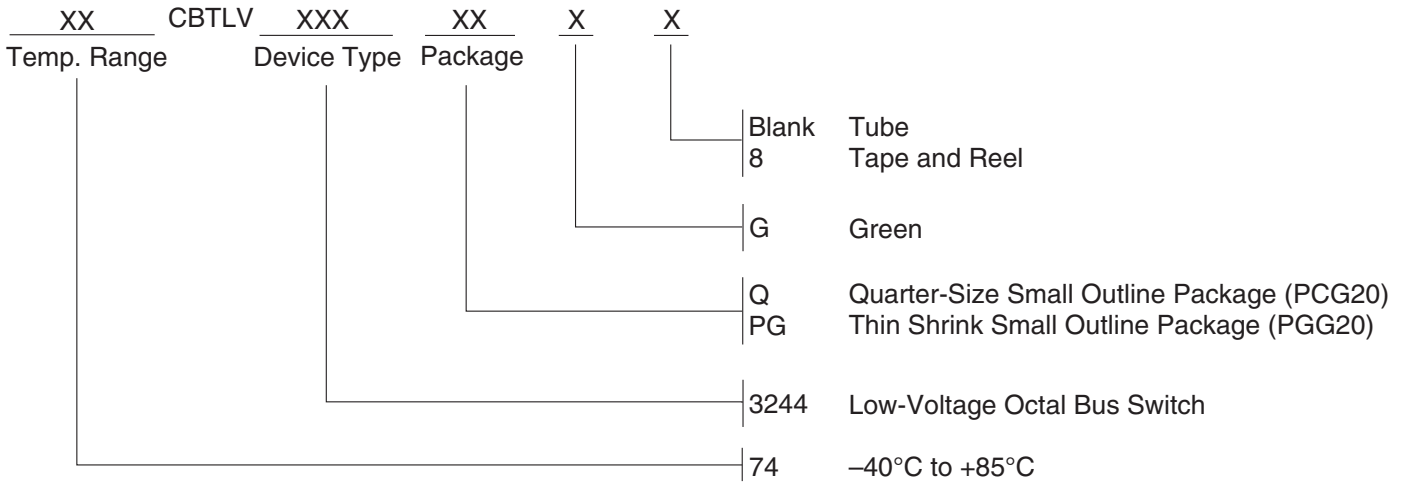 XX CBTLV XXX XX X X
Temp. Range Device Type Package
Blank Tube
8 Tape and Reel
G Green
Q Quarter-Size Small Outline Package (PCG20)
PG Thin Shrink Small Outline Package (PGG20)
3244 Low-Voltage Octal Bus Switch
74 –40°C to +85°C